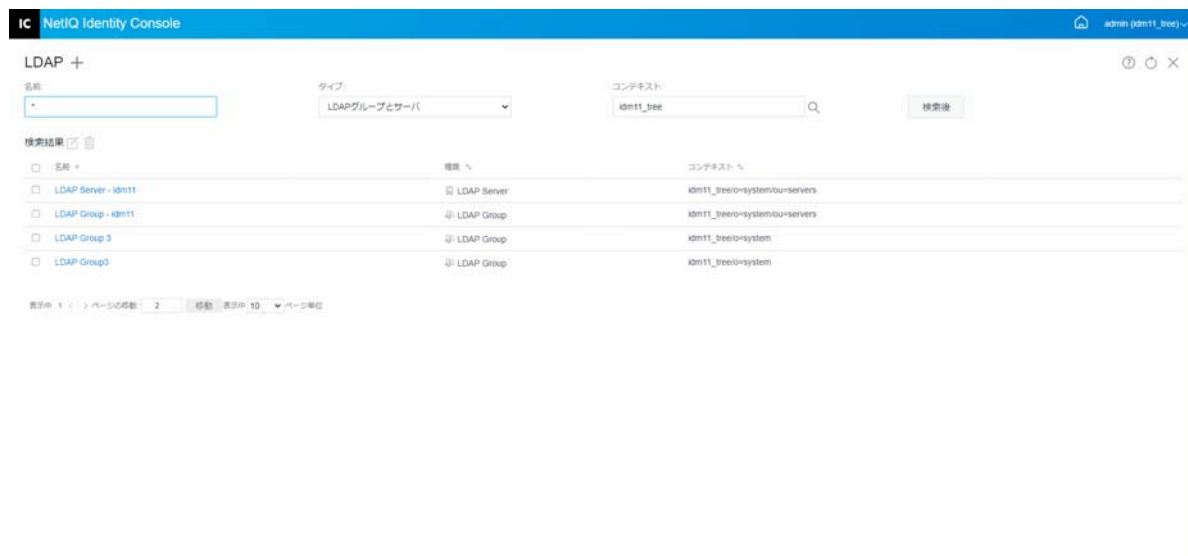 IC NetIQ Identity Console admin (idm11_tree)
LDAP +
名前: タイプ: コンテキスト:
* LDAPグループとサーバ idm11_tree 検索後
検索結果
名前 種類 コンテキスト
LDAP Server - idm11 LDAP Server idm11_tree/o=system/ou=servers
LDAP Group - idm11 LDAP Group idm11_tree/o=system/ou=servers
LDAP Group 3 LDAP Group idm11_tree/o=system
LDAP Group3 LDAP Group idm11_tree/o=system
表示中 1 < > ページの移動: 2 移動 表示中 10 ページ単位